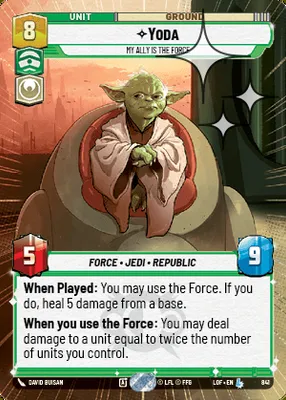 8
UNIT
GROUND
✧YODA
MY ALLY IS THE FORCE
5
9
FORCE • JEDI • REPUBLIC
When Played: You may use the Force. If you
do, heal 5 damage from a base.
When you use the Force: You may deal
damage to a unit equal to twice the number
of units you control.
DAVID BUISAN
© LFL © FFG
LOF • EN
841